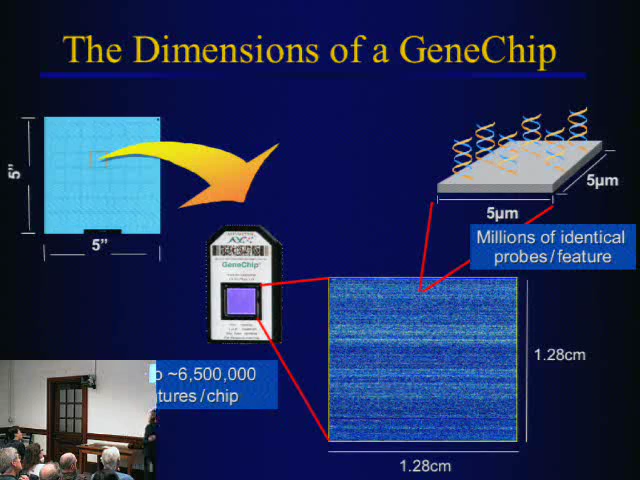 The Dimensions of a GeneChip
5”
5”
5μm
5μm
Millions of identical
probes/feature
GeneChip
~6,500,000
tures/chip
1.28cm
1.28cm